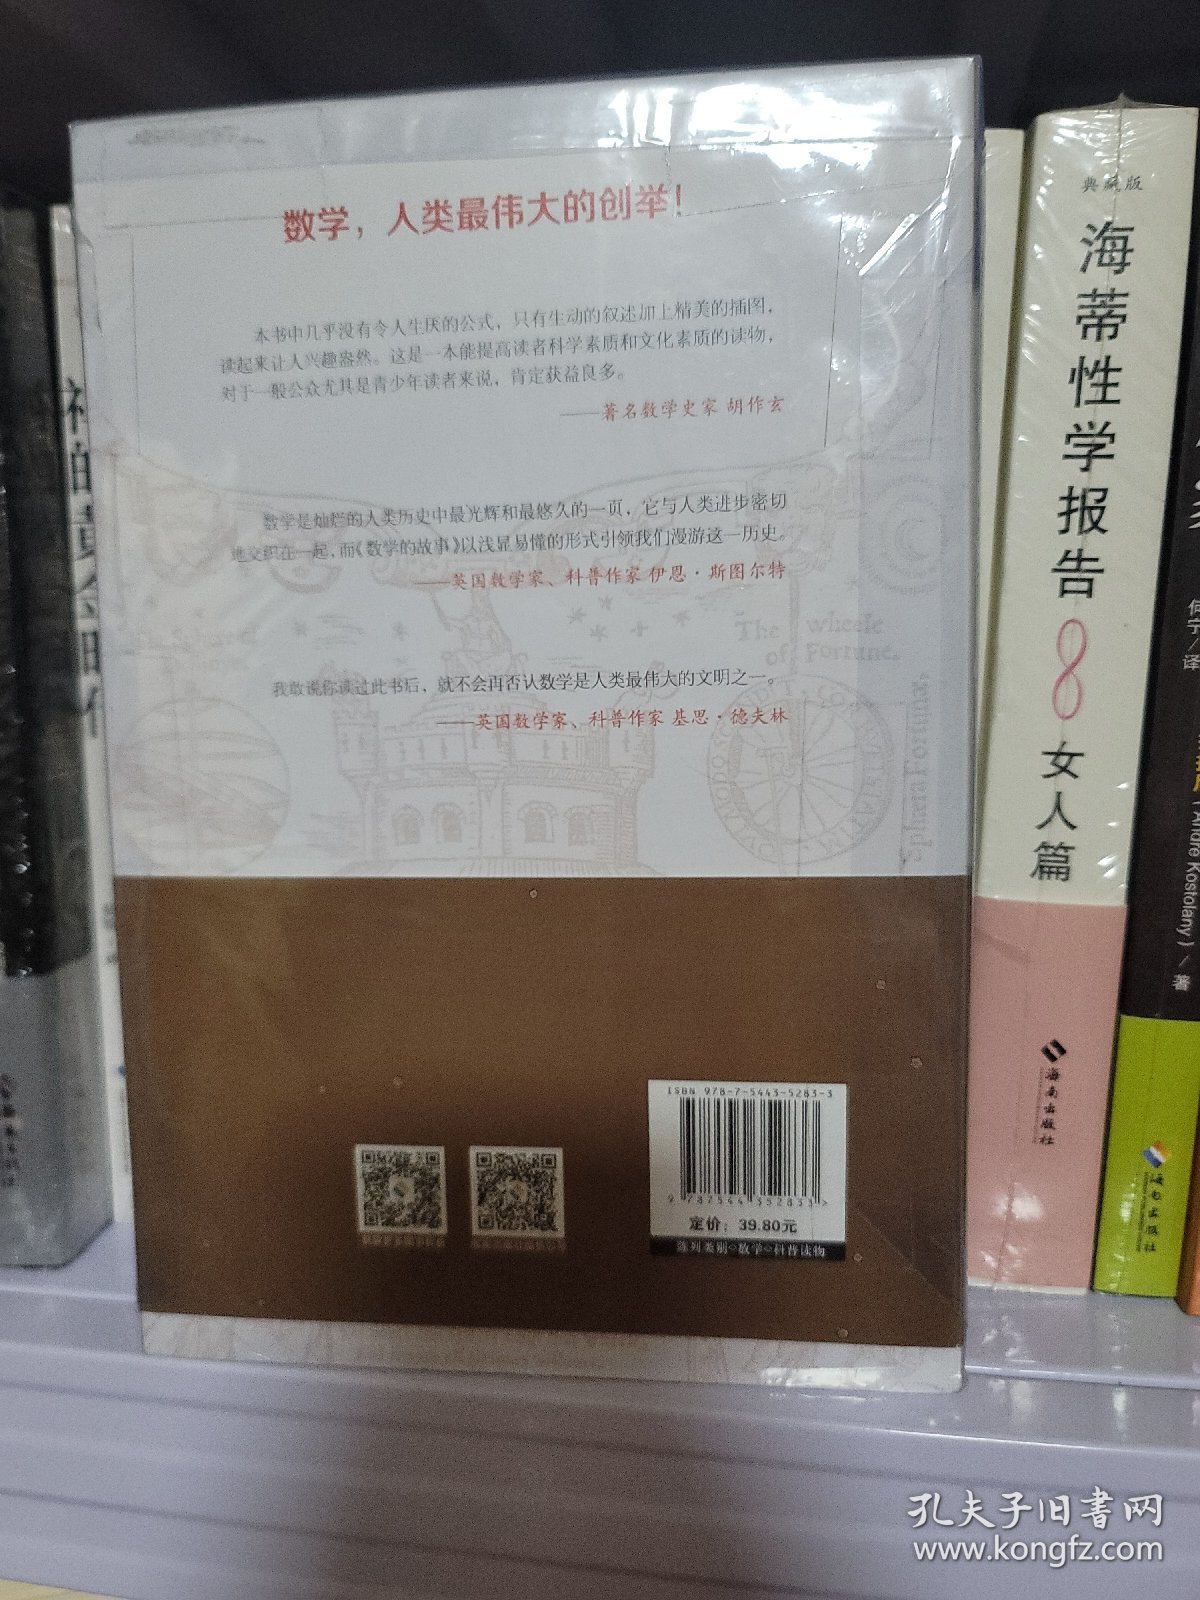 数学，人类最伟大的创举！
本书中几乎没有令人生厌的公式，只有生动的叙述加上精美的插图，
读起来让人兴趣盎然。这是一本能提高读者科学素质和文化素质的读物，
对于一般公众尤其是青少年读者来说，肯定获益良多。
——著名数学史家 胡作玄
数学是灿烂的人类历史中最光辉和最悠久的一页，它与人类进步密切
地交织在一起，而《数学的故事》以浅显易懂的形式引领我们漫游这一历史。
——英国数学家、科普作家 伊恩·斯图尔特
The wheele
of Fortune,
我敢说你读过此书后，就不会再否认数学是人类最伟大的文明之一。
——英国数学家、科普作家 基思·德夫林
ISBN 978-7-5443-5283-3
9 787544 352833 >
定价：39.80元
建议类别○数学○科普读物
典藏版
海蒂性学报告
女人篇
海南出版社
何宁/译
André Kostolany）/著
海南出版社
孔夫子旧书网
www.kongfz.com